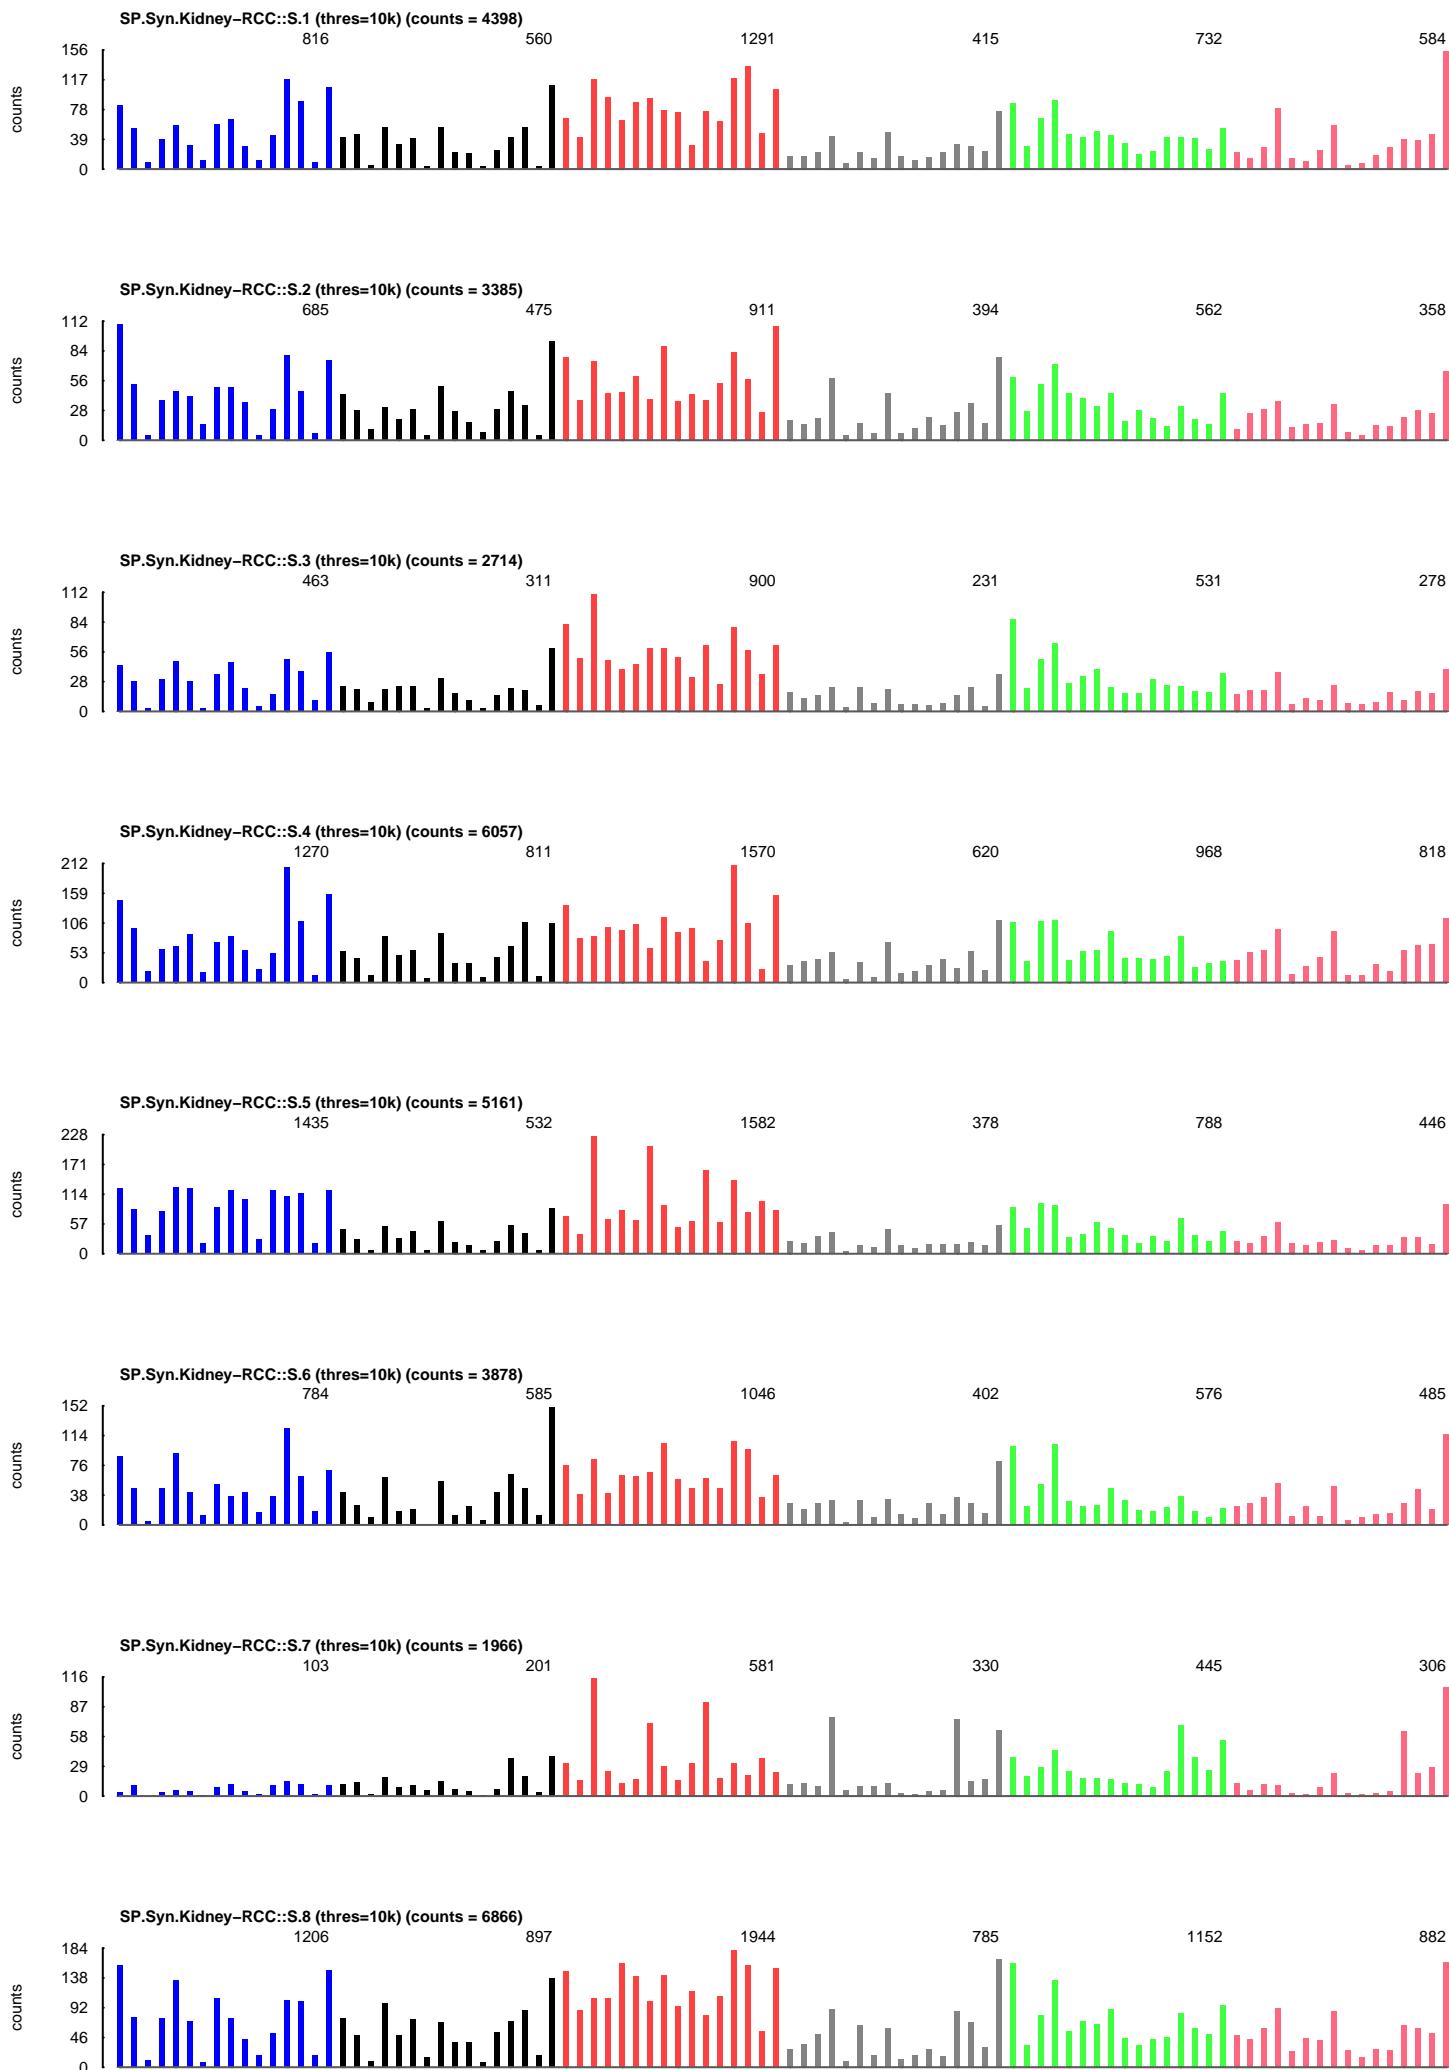 SP.Syn.Kidney−RCC::S.1 (thres=10k) (counts = 4398)
816 560 1291 415 732 584
156
117
78
39
0
counts
SP.Syn.Kidney−RCC::S.2 (thres=10k) (counts = 3385)
685 475 911 394 562 358
112
84
56
28
0
counts
SP.Syn.Kidney−RCC::S.3 (thres=10k) (counts = 2714)
463 311 900 231 531 278
112
84
56
28
0
counts
SP.Syn.Kidney−RCC::S.4 (thres=10k) (counts = 6057)
1270 811 1570 620 968 818
212
159
106
53
0
counts
SP.Syn.Kidney−RCC::S.5 (thres=10k) (counts = 5161)
1435 532 1582 378 788 446
228
171
114
57
0
counts
SP.Syn.Kidney−RCC::S.6 (thres=10k) (counts = 3878)
784 585 1046 402 576 485
152
114
76
38
0
counts
SP.Syn.Kidney−RCC::S.7 (thres=10k) (counts = 1966)
103 201 581 330 445 306
116
87
58
29
0
counts
SP.Syn.Kidney−RCC::S.8 (thres=10k) (counts = 6866)
1206 897 1944 785 1152 882
184
138
92
46
0
counts